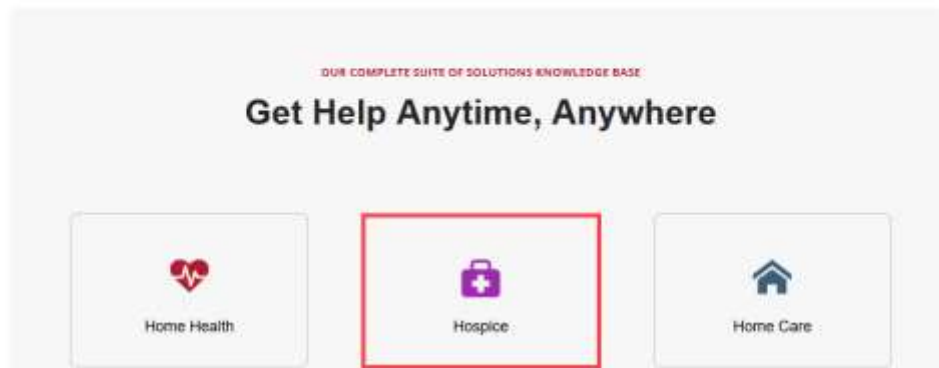 OUR COMPLETE SUITE OF SOLUTIONS KNOWLEDGE BASE
Get Help Anytime, Anywhere
Home Health
Hospice
Home Care